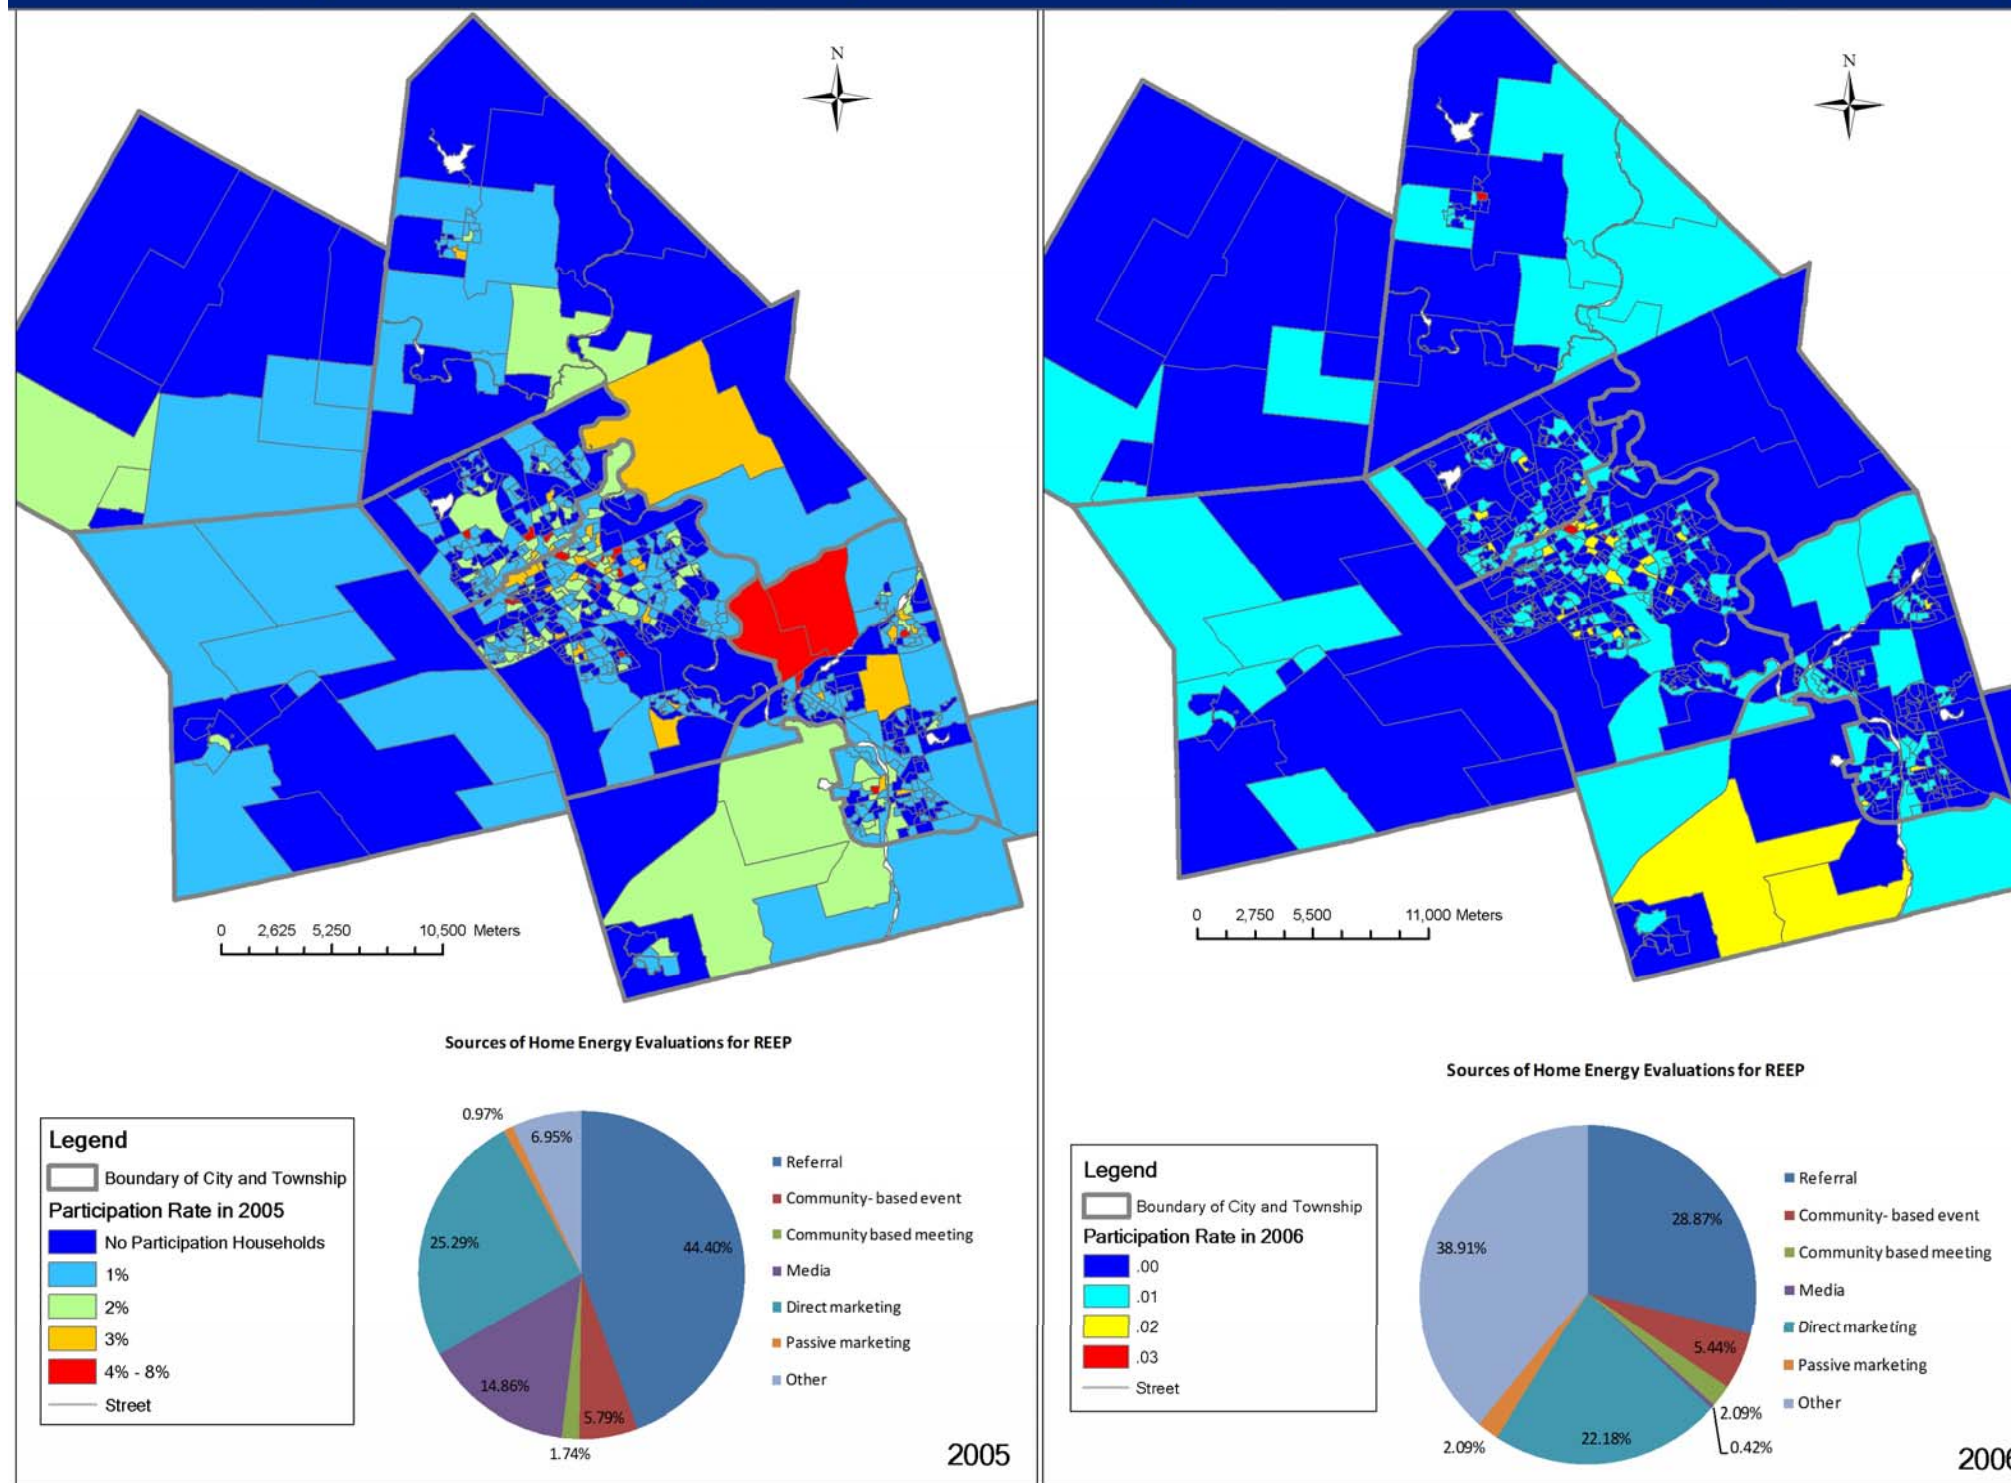 N
0 2,625 5,250 10,500 Meters
Sources of Home Energy Evaluations for REEP
Legend
Boundary of City and Township
Participation Rate in 2005
No Participation Households
1%
2%
3%
4% - 8%
Street
0.97%
6.95%
25.29%
44.40%
14.86%
5.79%
1.74%
Referral
Community- based event
Community based meeting
Media
Direct marketing
Passive marketing
Other
2005
N
0 2,750 5,500 11,000 Meters
Sources of Home Energy Evaluations for REEP
Legend
Boundary of City and Township
Participation Rate in 2006
.00
.01
.02
.03
Street
28.87%
38.91%
5.44%
2.09%
0.42%
22.18%
2.09%
Referral
Community- based event
Community based meeting
Media
Direct marketing
Passive marketing
Other
2006